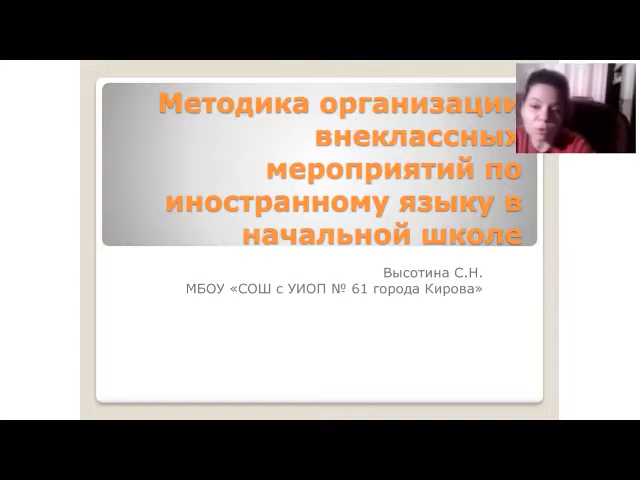 Методика организации
внеклассных
мероприятий по
иностранному языку в
начальной школе
Высотина С.Н.
МБОУ «СОШ с УИОП № 61 города Кирова»